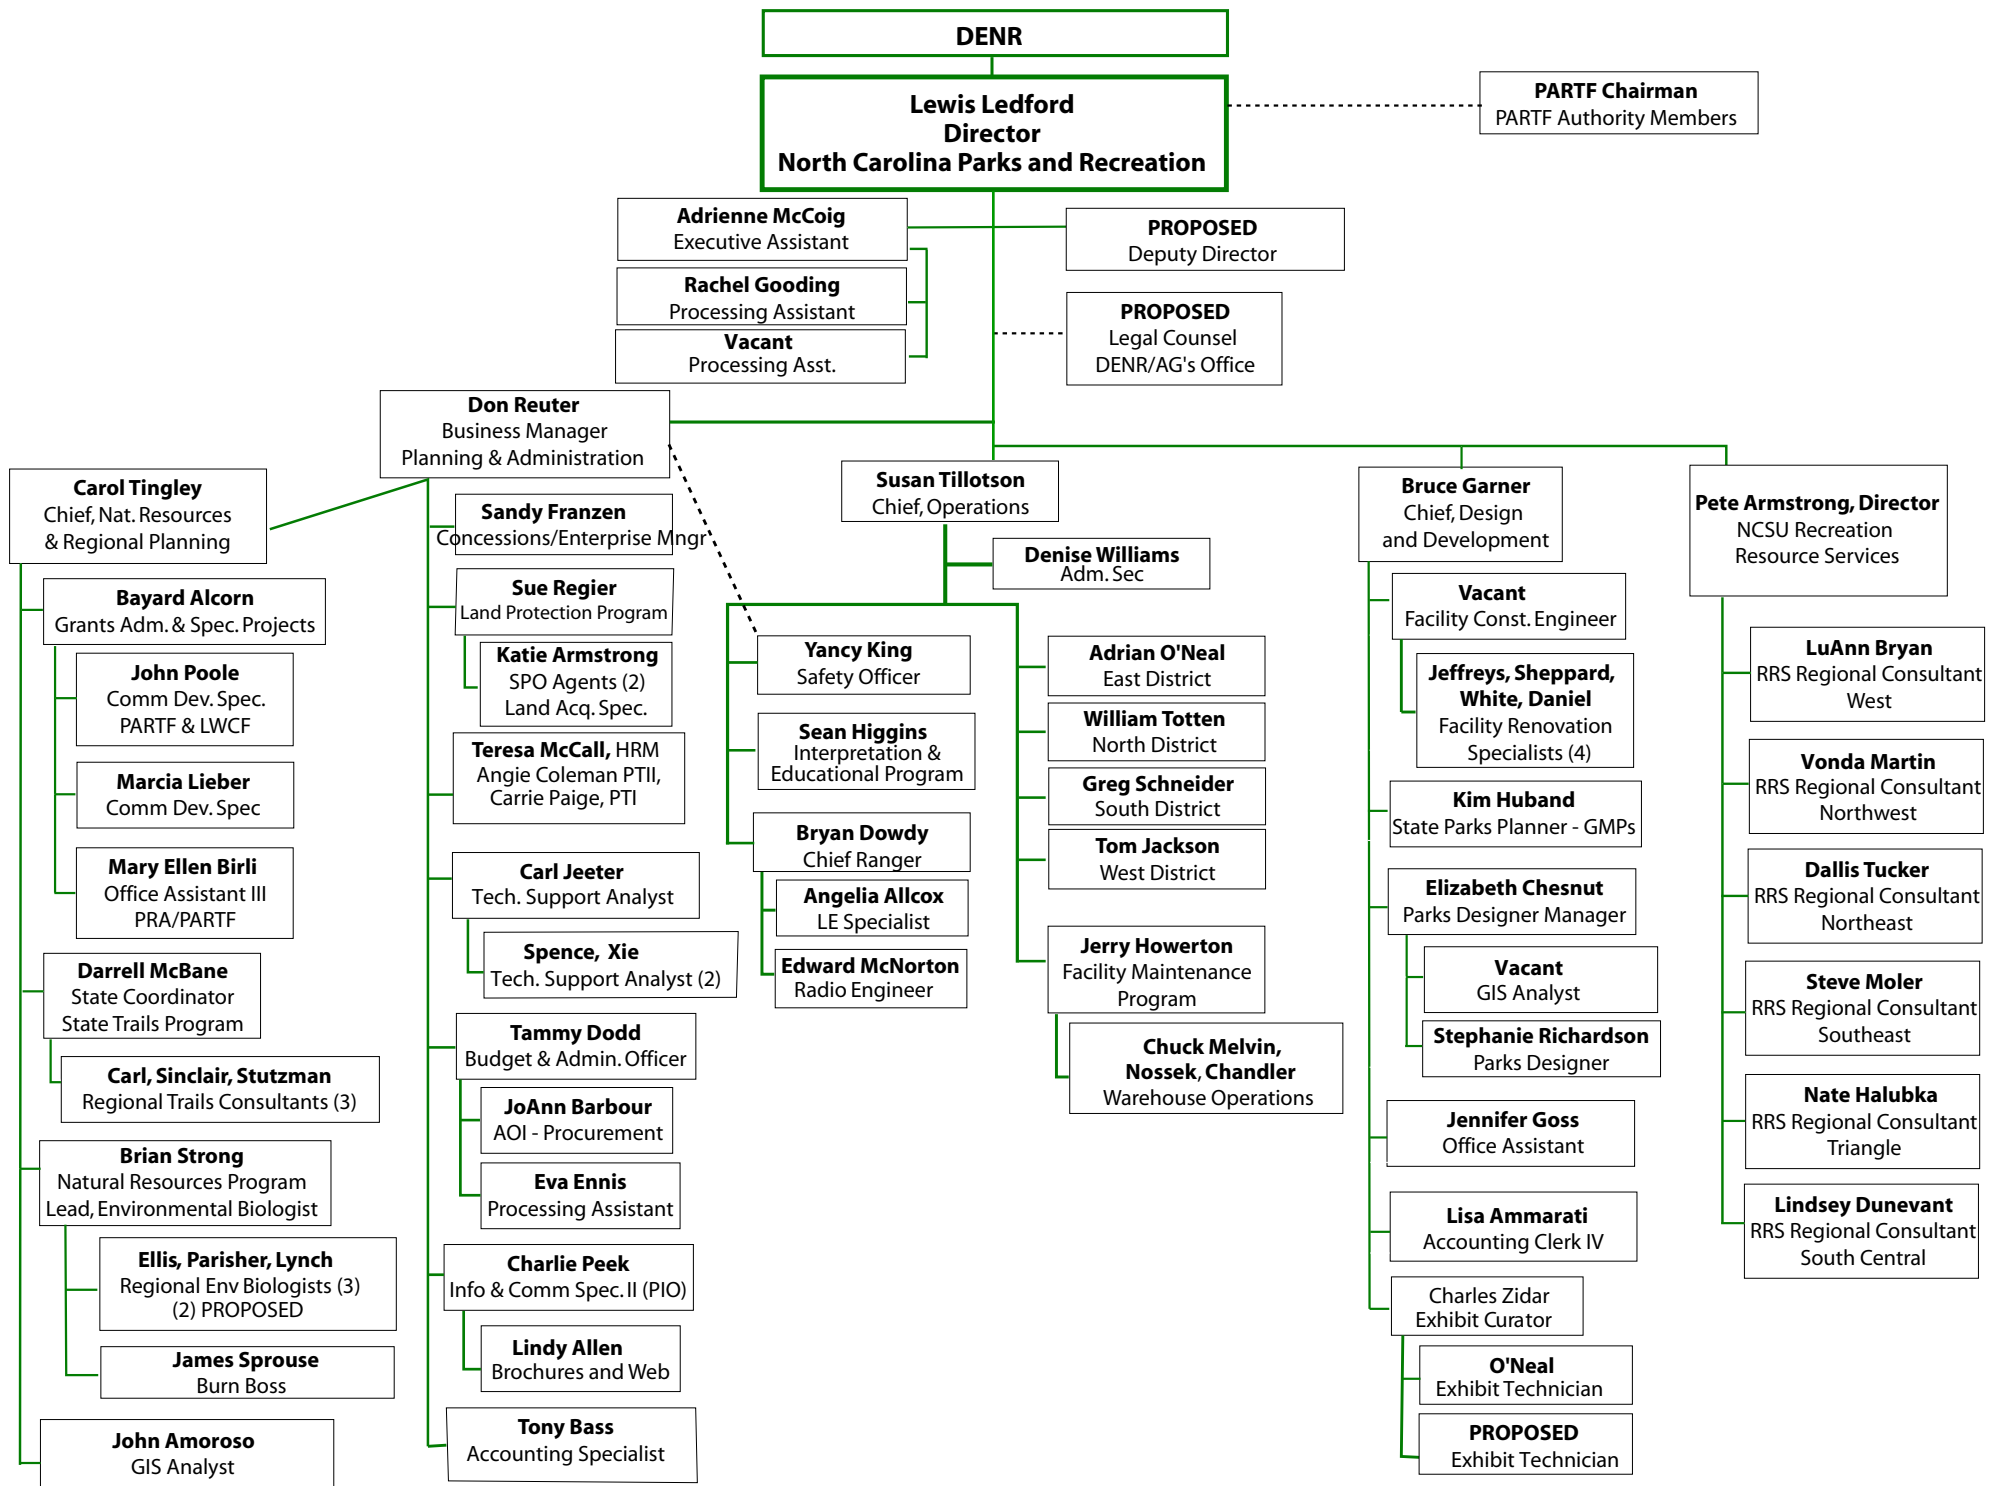 DENR
Lewis Ledford
Director
North Carolina Parks and Recreation
PARTF Chairman
PARTF Authority Members
Adrienne McCoig
Executive Assistant
PROPOSED
Deputy Director
Rachel Gooding
Processing Assistant
Vacant
Processing Asst.
PROPOSED
Legal Counsel
DENR/AG's Office
Don Reuter
Business Manager
Planning & Administration
Carol Tingley
Chief, Nat. Resources
& Regional Planning
Bayard Alcorn
Grants Adm. & Spec. Projects
John Poole
Comm Dev. Spec.
PARTF & LWCF
Marcia Lieber
Comm Dev. Spec
Mary Ellen Birli
Office Assistant III
PRA/PARTF
Darrell McBane
State Coordinator
State Trails Program
Carl, Sinclair, Stutzman
Regional Trails Consultants (3)
Brian Strong
Natural Resources Program
Lead, Environmental Biologist
Ellis, Parisher, Lynch
Regional Env Biologists (3)
(2) PROPOSED
James Sprouse
Burn Boss
John Amoroso
GIS Analyst
Sandy Franzen
Concessions/Enterprise Mngr
Sue Regier
Land Protection Program
Katie Armstrong
SPO Agents (2)
Land Acq. Spec.
Teresa McCall, HRM
Angie Coleman PTII,
Carrie Paige, PTI
Carl Jeeter
Tech. Support Analyst
Spence, Xie
Tech. Support Analyst (2)
Tammy Dodd
Budget & Admin. Officer
JoAnn Barbour
AOI - Procurement
Eva Ennis
Processing Assistant
Charlie Peek
Info & Comm Spec. II (PIO)
Lindy Allen
Brochures and Web
Tony Bass
Accounting Specialist
Susan Tillotson
Chief, Operations
Denise Williams
Adm. Sec
Yancy King
Safety Officer
Sean Higgins
Interpretation &
Educational Program
Bryan Dowdy
Chief Ranger
Angelia Allcox
LE Specialist
Edward McNorton
Radio Engineer
Adrian O'Neal
East District
William Totten
North District
Greg Schneider
South District
Tom Jackson
West District
Jerry Howerton
Facility Maintenance
Program
Chuck Melvin,
Nossek, Chandler
Warehouse Operations
Bruce Garner
Chief, Design
and Development
Vacant
Facility Const. Engineer
Jeffreys, Sheppard,
White, Daniel
Facility Renovation
Specialists (4)
Kim Huband
State Parks Planner - GMPs
Elizabeth Chesnut
Parks Designer Manager
Vacant
GIS Analyst
Stephanie Richardson
Parks Designer
Jennifer Goss
Office Assistant
Lisa Ammarati
Accounting Clerk IV
Charles Zidar
Exhibit Curator
O'Neal
Exhibit Technician
PROPOSED
Exhibit Technician
Pete Armstrong, Director
NCSU Recreation
Resource Services
LuAnn Bryan
RRS Regional Consultant
West
Vonda Martin
RRS Regional Consultant
Northwest
Dallis Tucker
RRS Regional Consultant
Northeast
Steve Moler
RRS Regional Consultant
Southeast
Nate Halubka
RRS Regional Consultant
Triangle
Lindsey Dunevant
RRS Regional Consultant
South Central